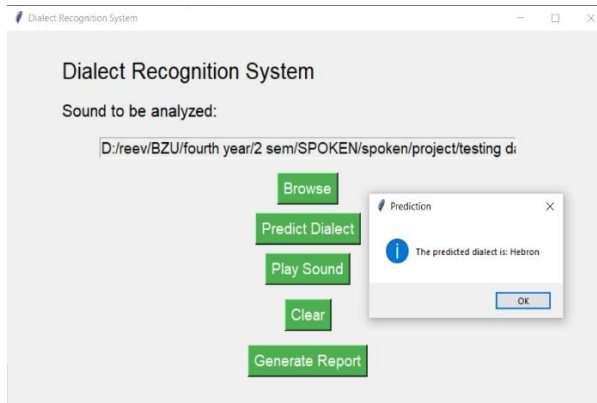 Dialect Recognition System
Dialect Recognition System
Sound to be analyzed:
D:/reev/BZU/fourth year/2 sem/SPOKEN/spoken/project/testing
Browse
Predict Dialect
Play Sound
Clear
Generate Report
Prediction
The predicted dialect is: Hebron
OK